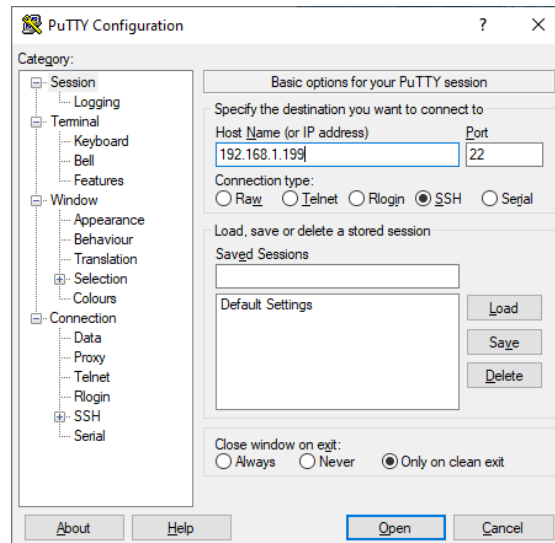 PuTTY Configuration
?
X
Category:
Session
Logging
Terminal
Keyboard
Bell
Features
Window
Appearance
Behaviour
Translation
Selection
Colours
Connection
Data
Proxy
Telnet
Rlogin
SSH
Serial
Basic options for your PuTTY session
Specify the destination you want to connect to
Host Name (or IP address) Port
192.168.1.199 22
Connection type:
Raw Telnet Rlogin SSH Serial
Load, save or delete a stored session
Saved Sessions
Default Settings
Load
Save
Delete
Close window on exit:
Always Never Only on clean exit
About Help Open Cancel